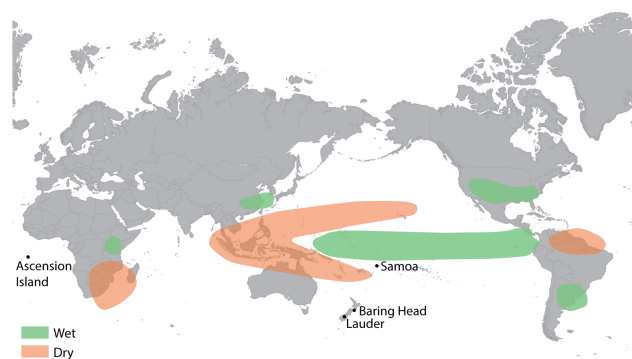 Ascension
Island
Samoa
Baring Head
Lauder
Wet
Dry